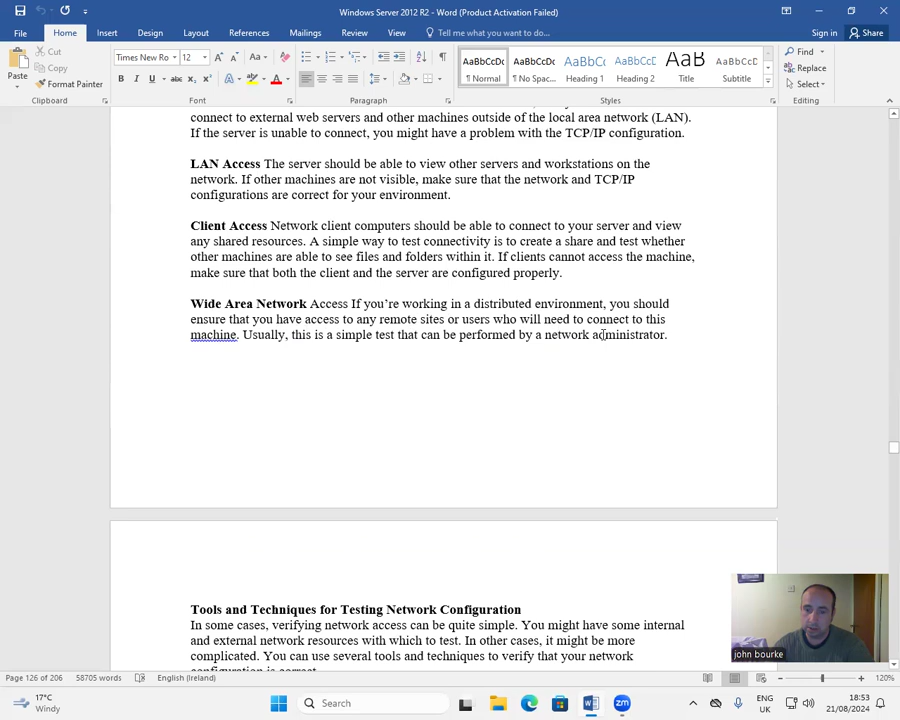 Windows Server 2012 R2 - Word (Product Activation Failed)
File Home Insert Design Layout References Mailings Review View Tell me what you want to do... Sign in Share
Paste Cut Copy Format Painter
Times New Ro 12 Aa
B I U abc x₂ x² A A
AaBbCcDc AaBbCcDc AaBbCc AaBbCcC AaB AaBbCcD
¶ Normal ¶ No Spac... Heading 1 Heading 2 Title Subtitle
Find Replace Select
Clipboard Font Paragraph Styles Editing
connect to external web servers and other machines outside of the local area network (LAN).
If the server is unable to connect, you might have a problem with the TCP/IP configuration.
LAN Access The server should be able to view other servers and workstations on the
network. If other machines are not visible, make sure that the network and TCP/IP
configurations are correct for your environment.
Client Access Network client computers should be able to connect to your server and view
any shared resources. A simple way to test connectivity is to create a share and test whether
other machines are able to see files and folders within it. If clients cannot access the machine,
make sure that both the client and the server are configured properly.
Wide Area Network Access If you’re working in a distributed environment, you should
ensure that you have access to any remote sites or users who will need to connect to this
machine. Usually, this is a simple test that can be performed by a network administrator.
Tools and Techniques for Testing Network Configuration
In some cases, verifying network access can be quite simple. You might have some internal
and external network resources with which to test. In other cases, it might be more
complicated. You can use several tools and techniques to verify that your network
configuration is correct.
john bourke
Page 126 of 206 58705 words English (Ireland) 120%
17°C
Windy
Search
ENG
UK
18:53
21/08/2024